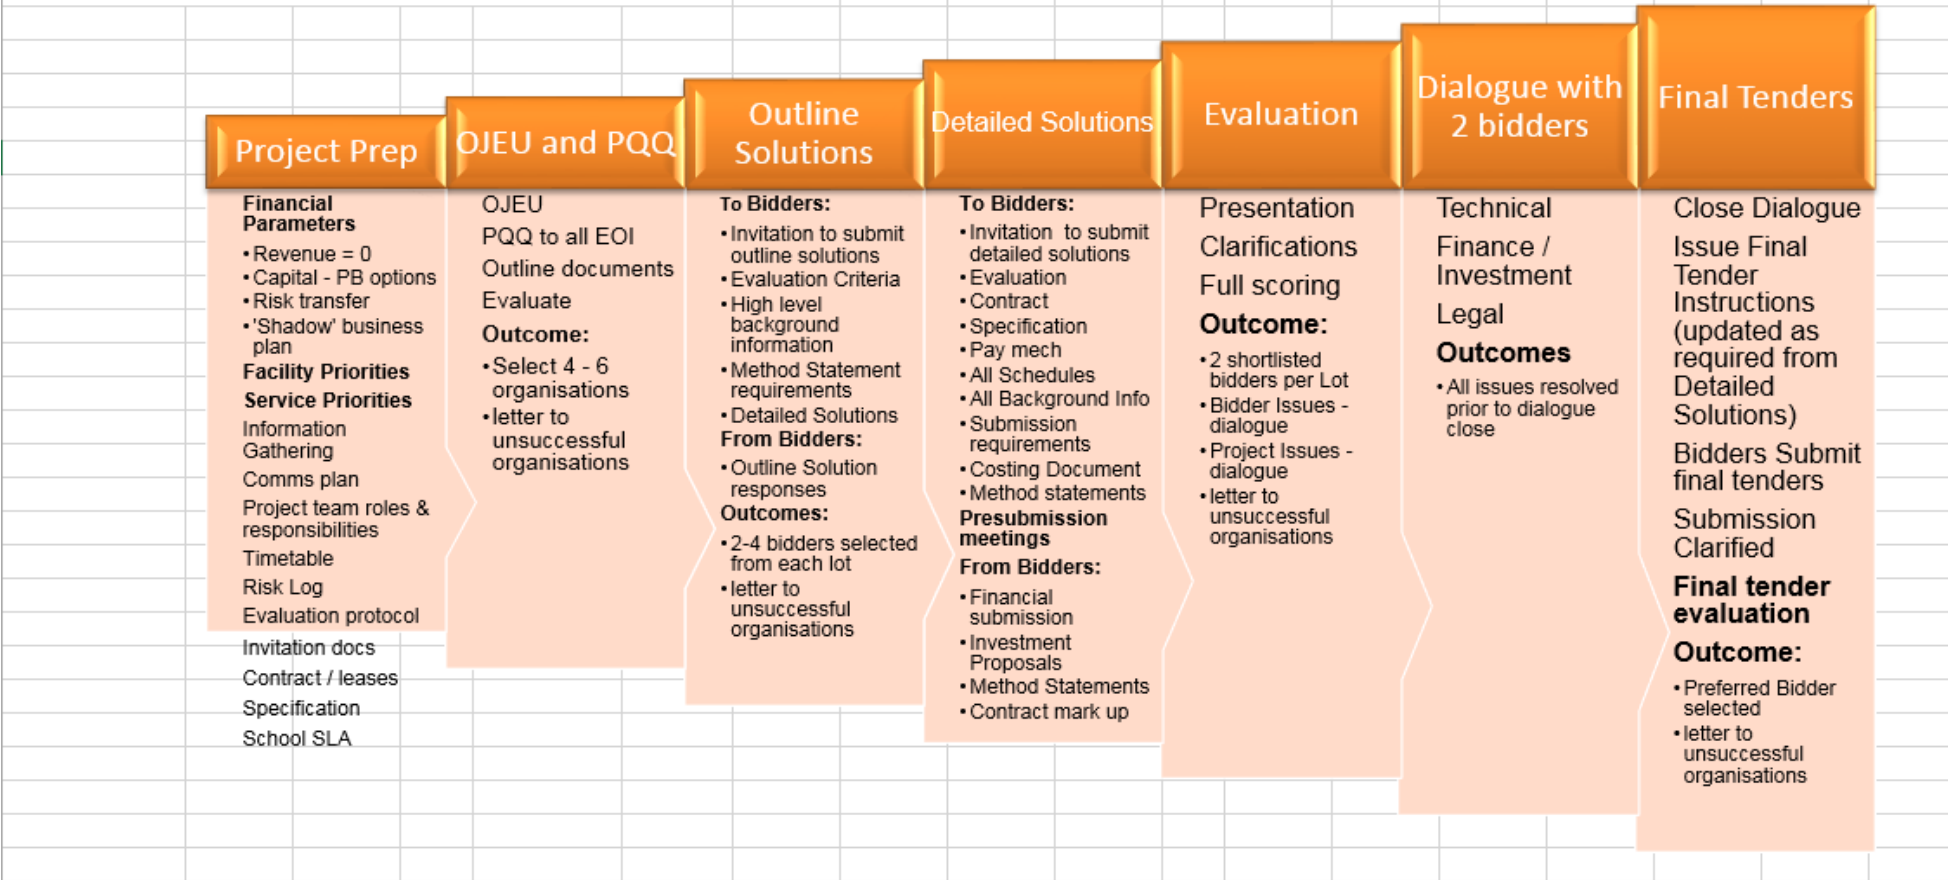 Project Prep
Financial
Parameters
• Revenue = 0
• Capital - PB options
• Risk transfer
• 'Shadow' business
plan
Facility Priorities
Service Priorities
Information
Gathering
Comms plan
Project team roles &
responsibilities
Timetable
Risk Log
Evaluation protocol
Invitation docs
Contract / leases
Specification
School SLA
OJEU and PQQ
OJEU
PQQ to all EOI
Outline documents
Evaluate
Outcome:
• Select 4 - 6
organisations
• letter to
unsuccessful
organisations
Outline
Solutions
To Bidders:
• Invitation to submit
outline solutions
• Evaluation Criteria
• High level
background
information
• Method Statement
requirements
• Detailed Solutions
From Bidders:
• Outline Solution
responses
Outcomes:
• 2-4 bidders selected
from each lot
• letter to
unsuccessful
organisations
Detailed Solutions
To Bidders:
• Invitation to submit
detailed solutions
• Evaluation
• Contract
• Specification
• Pay mech
• All Schedules
• All Background Info
• Submission
requirements
• Costing Document
• Method statements
Presubmission
meetings
From Bidders:
• Financial
submission
• Investment
Proposals
• Method Statements
• Contract mark up
Evaluation
Presentation
Clarifications
Full scoring
Outcome:
• 2 shortlisted
bidders per Lot
• Bidder Issues -
dialogue
• Project Issues -
dialogue
• letter to
unsuccessful
organisations
Dialogue with
2 bidders
Technical
Finance /
Investment
Legal
Outcomes
• All issues resolved
prior to dialogue
close
Final Tenders
Close Dialogue
Issue Final
Tender
Instructions
(updated as
required from
Detailed
Solutions)
Bidders Submit
final tenders
Submission
Clarified
Final tender
evaluation
Outcome:
• Preferred Bidder
selected
• letter to
unsuccessful
organisations